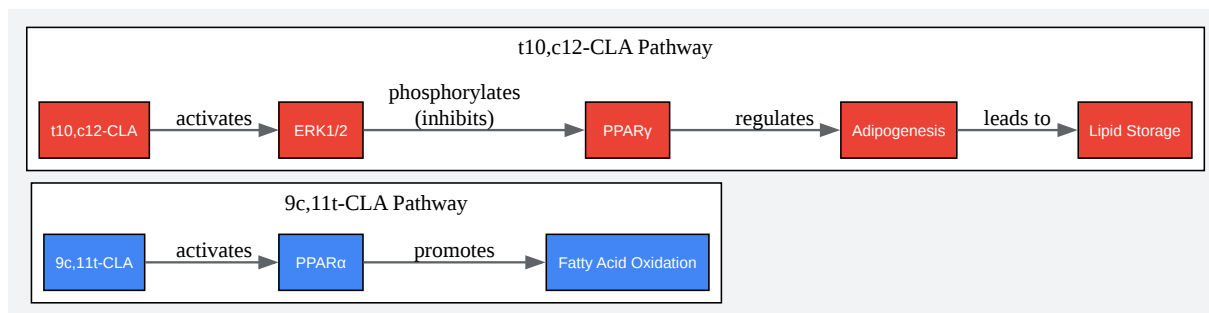 t10,c12-CLA Pathway
phosphorylates
t10,c12-CLA activates ERK1/2 (inhibits) PPARγ regulates Adipogenesis leads to Lipid Storage
9c,11t-CLA Pathway
9c,11t-CLA activates PPARα promotes Fatty Acid Oxidation